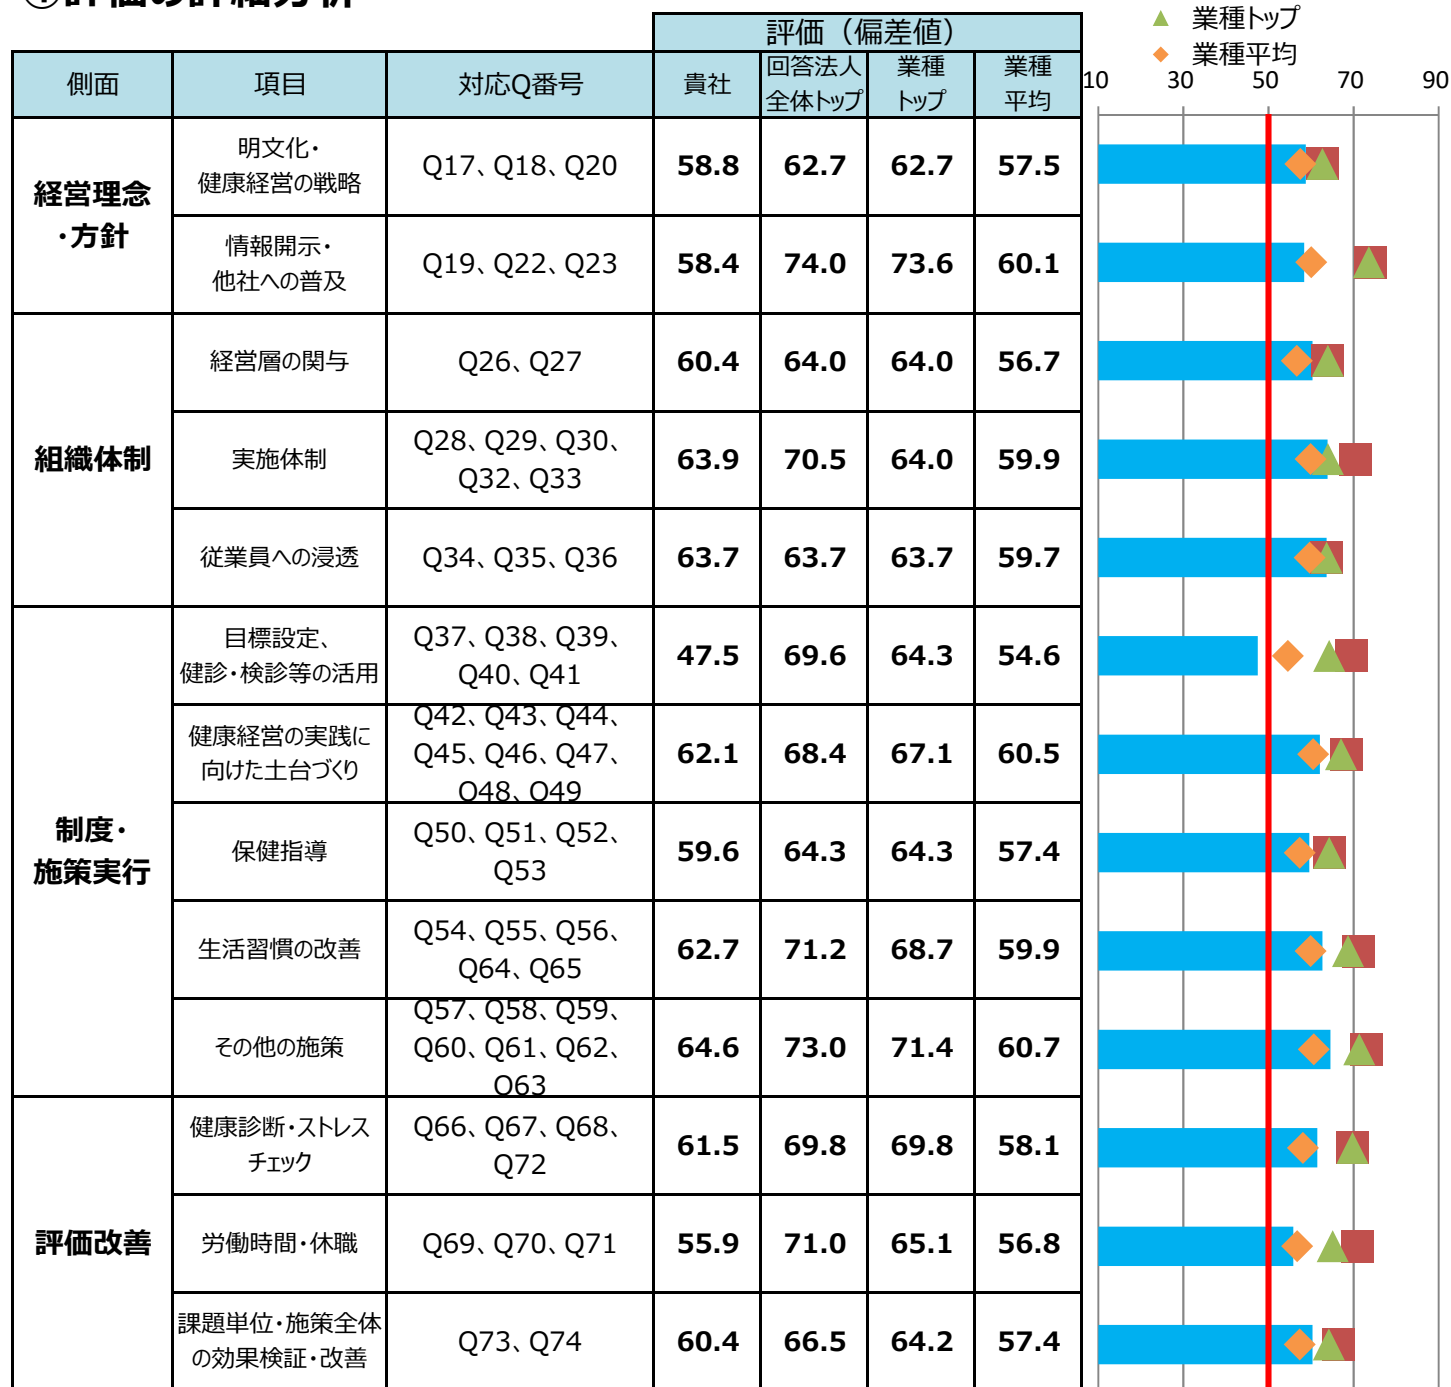 ①評価の詳細分析
▲ 業種トップ
◆ 業種平均
評価（偏差値）
側面 項目 対応Q番号 貴社 回答法人全体トップ 業種トップ 業種平均
10 30 50 70 90
経営理念・方針
明文化・健康経営の戦略 Q17、Q18、Q20 58.8 62.7 62.7 57.5
情報開示・他社への普及 Q19、Q22、Q23 58.4 74.0 73.6 60.1
組織体制
経営層の関与 Q26、Q27 60.4 64.0 64.0 56.7
実施体制 Q28、Q29、Q30、Q32、Q33 63.9 70.5 64.0 59.9
従業員への浸透 Q34、Q35、Q36 63.7 63.7 63.7 59.7
制度・施策実行
目標設定、健診・検診等の活用 Q37、Q38、Q39、Q40、Q41 47.5 69.6 64.3 54.6
健康経営の実践に向けた土台づくり Q42、Q43、Q44、Q45、Q46、Q47、Q48、Q49 62.1 68.4 67.1 60.5
保健指導 Q50、Q51、Q52、Q53 59.6 64.3 64.3 57.4
生活習慣の改善 Q54、Q55、Q56、Q64、Q65 62.7 71.2 68.7 59.9
その他の施策 Q57、Q58、Q59、Q60、Q61、Q62、Q63 64.6 73.0 71.4 60.7
評価改善
健康診断・ストレスチェック Q66、Q67、Q68、Q72 61.5 69.8 69.8 58.1
労働時間・休職 Q69、Q70、Q71 55.9 71.0 65.1 56.8
課題単位・施策全体の効果検証・改善 Q73、Q74 60.4 66.5 64.2 57.4